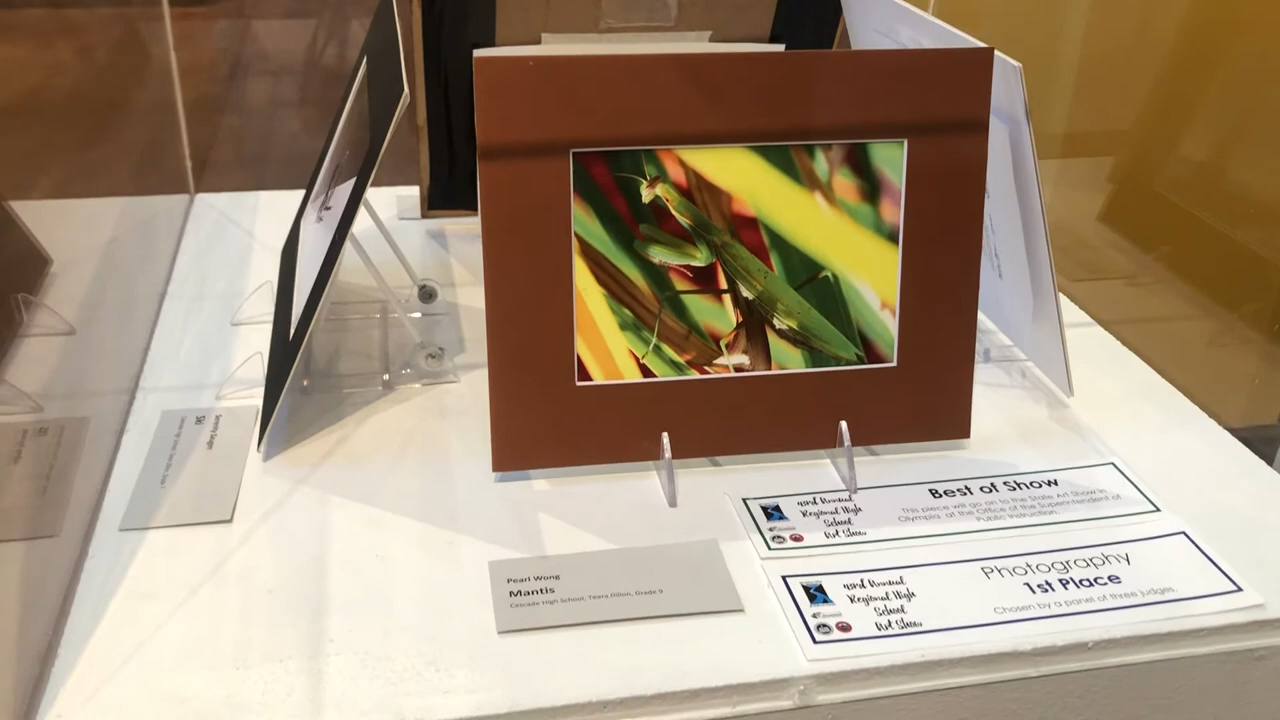 Best of Show
This piece will go on to the State Art Show in
Olympia at the Office of the Superintendent of
Public Instruction.
43rd Annual
Regional High
School
Art Show
Photography
1st Place
Chosen by a panel of three judges.
43rd Annual
Regional High
School
Art Show
Pearl Wong
Mantis
Cascade High School, Teara Dillon, Grade 9